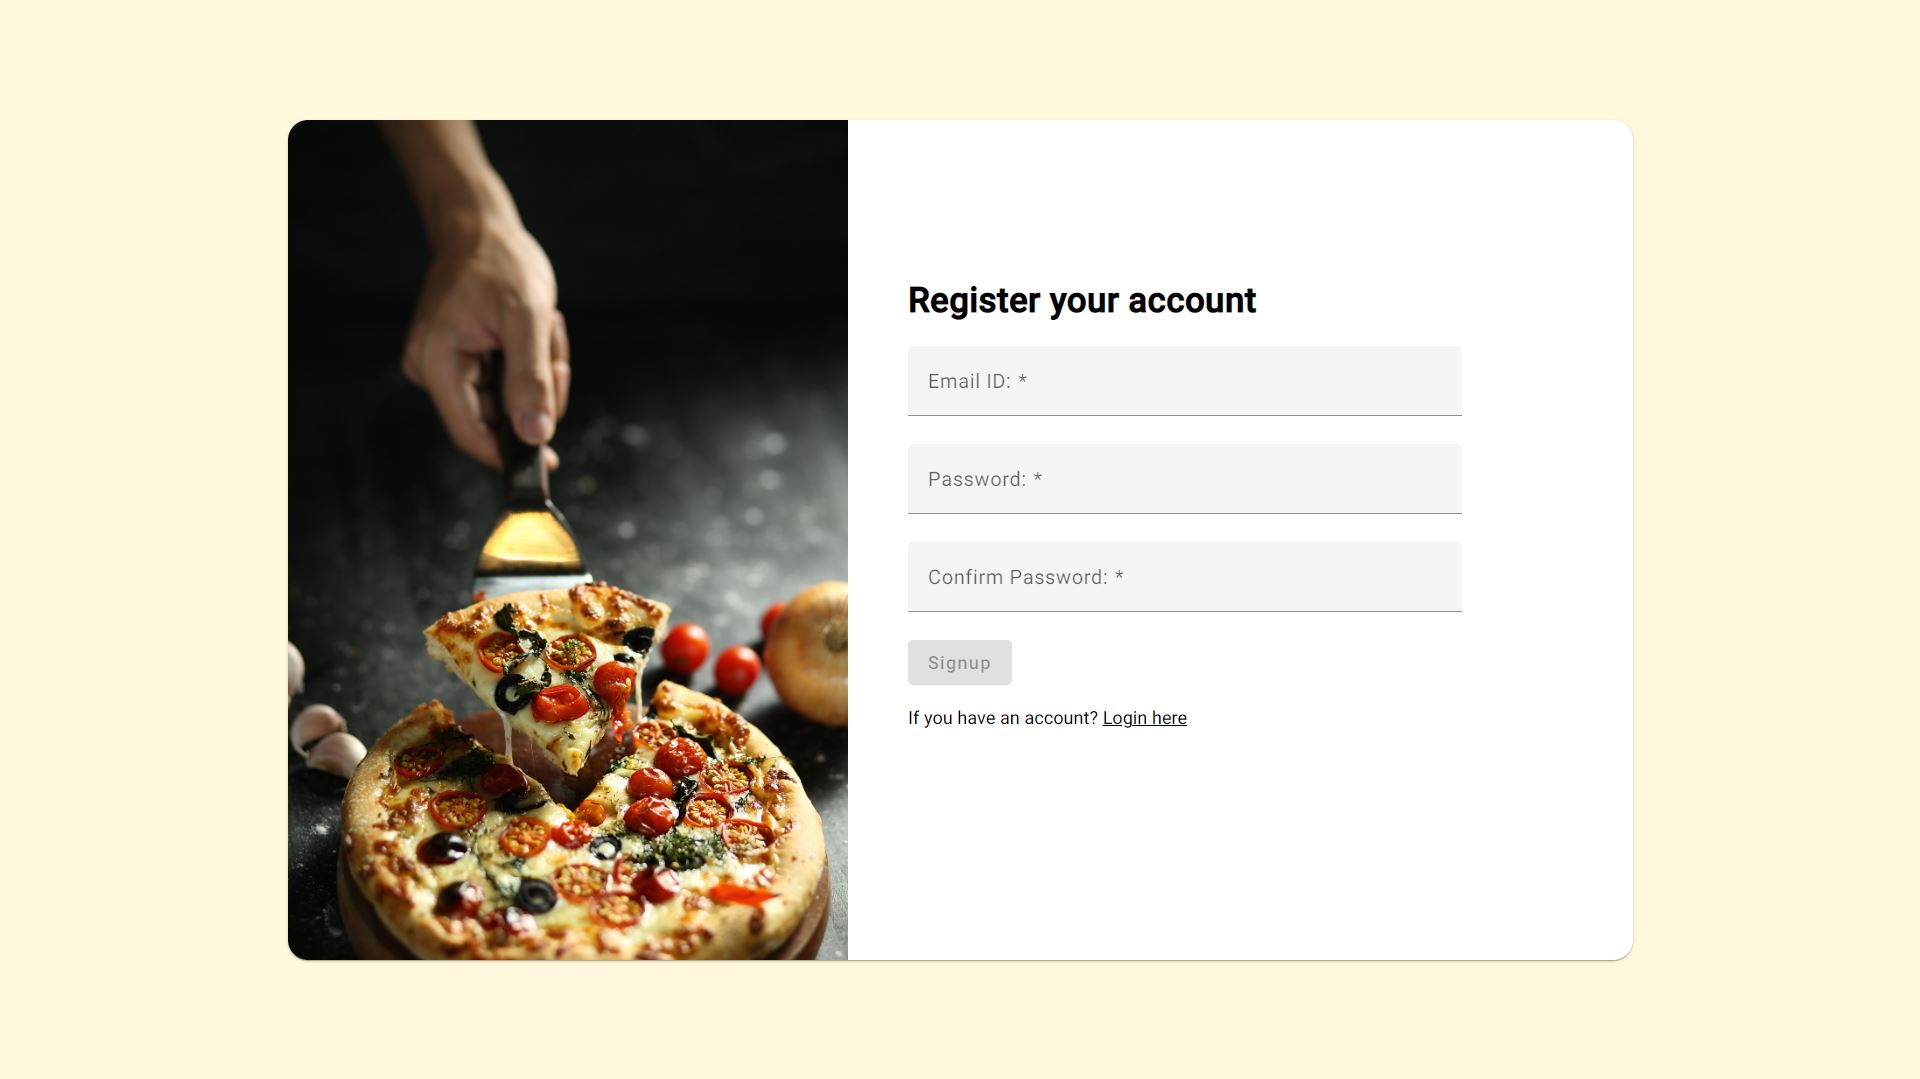 Register your account
Email ID: *
Password: *
Confirm Password: *
Signup
If you have an account? Login here